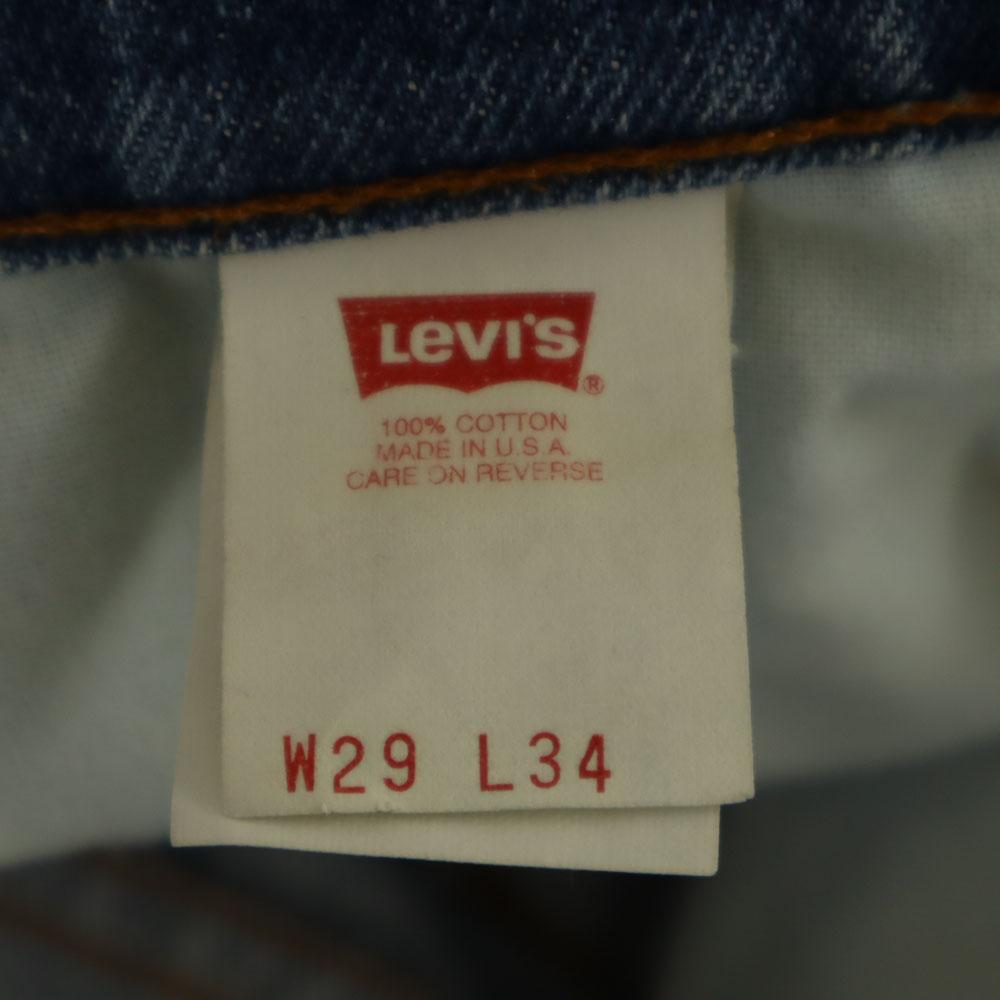 Levi's ®
100% COTTON
MADE IN U.S.A.
CARE ON REVERSE
W29 L34